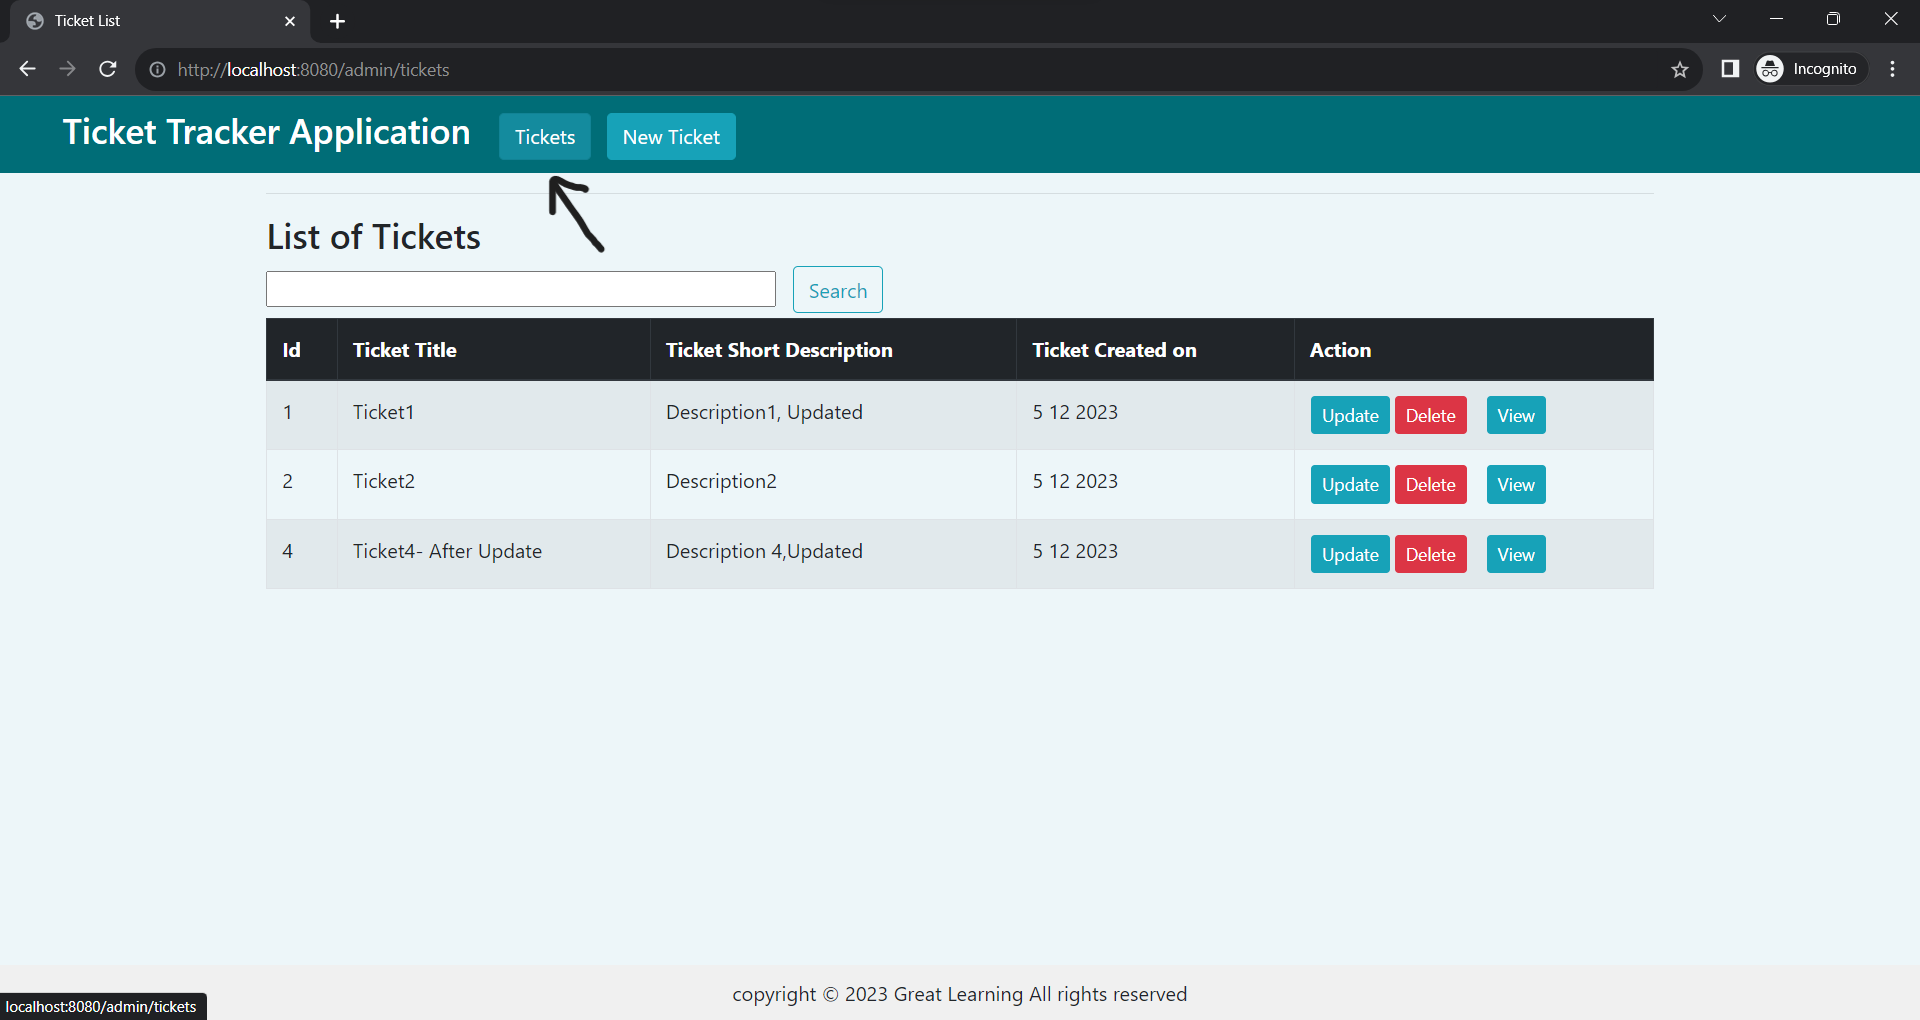 Ticket List
http://localhost:8080/admin/tickets
Incognito
Ticket Tracker Application Tickets New Ticket
List of Tickets
Search
Id Ticket Title Ticket Short Description Ticket Created on Action
1 Ticket1 Description1, Updated 5 12 2023 Update Delete View
2 Ticket2 Description2 5 12 2023 Update Delete View
4 Ticket4- After Update Description 4,Updated 5 12 2023 Update Delete View
copyright © 2023 Great Learning All rights reserved
localhost:8080/admin/tickets